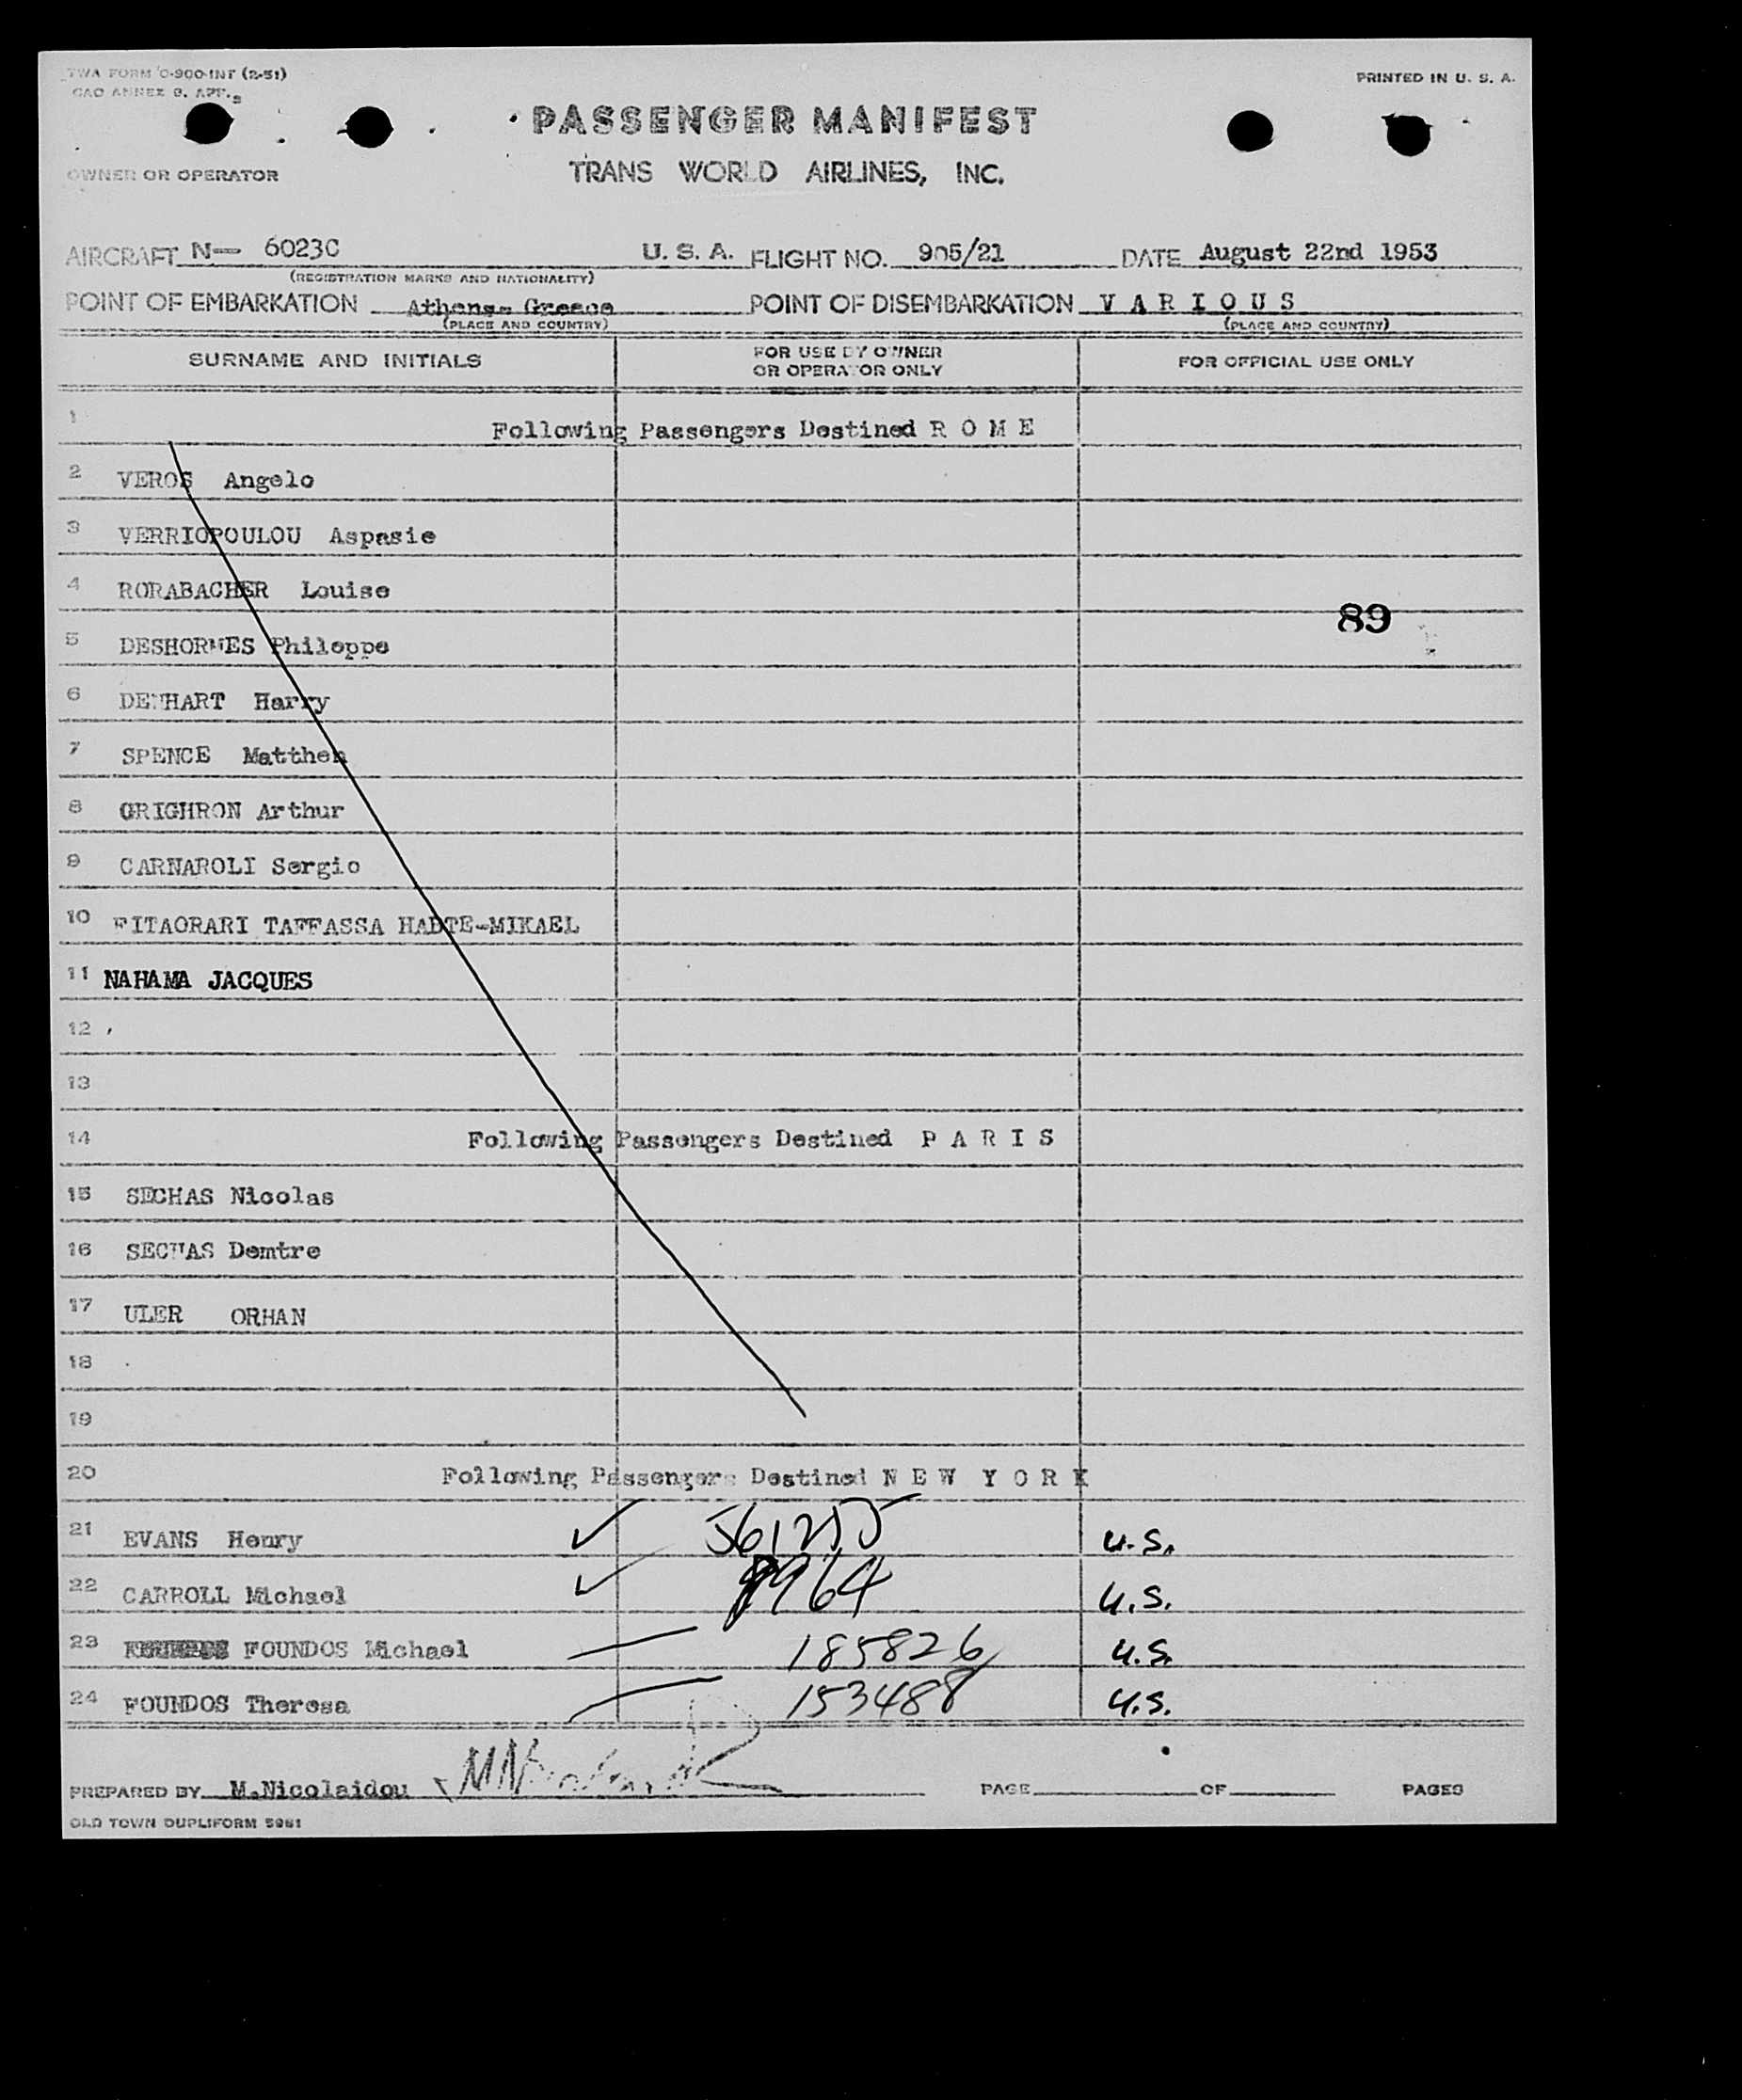 TWA FORM O-900-INT (2-51)
PRINTED IN U. S. A.
ICAO ANNEX 9, APP.
PASSENGER MANIFEST
OWNER OR OPERATOR
TRANS WORLD AIRLINES, INC.
AIRCRAFT N— 6023C U. S. A. FLIGHT NO. 905/21 DATE August 22nd 1953
(REGISTRATION MARKS AND NATIONALITY)
POINT OF EMBARKATION Athens- Greece POINT OF DISEMBARKATION V A R I O U S
(PLACE AND COUNTRY) (PLACE AND COUNTRY)
SURNAME AND INITIALS FOR USE BY OWNER OR OPERATOR ONLY FOR OFFICIAL USE ONLY
1 Following Passengers Destined R O M E
2 VEROS Angelo
3 VERRIOPOULOU Aspasie
4 RORABACHER Louise
89
5 DESHORMES Phileppe
6 DENHART Harry
7 SPENCE Matthew
8 GRIGHRON Arthur
9 CARNAROLI Sergio
10 FITAORARI TAFFASSA HABTE-MIKAEL
11 NAHAMA JACQUES
12
13
14 Following Passengers Destined P A R I S
15 SECHAS Nicolas
16 SECHAS Demtre
17 ULER ORHAN
18
19
20 Following Passengers Destined N E W Y O R K
21 EVANS Henry U.S.
22 CARROLL Michael 9964 U.S.
23 FOUNDOS Michael 185826 U.S.
24 FOUNDOS Theresa 153488 U.S.
PREPARED BY M.Nicolaidou PAGE OF PAGES
OLD TOWN DUPLIFORM 5981